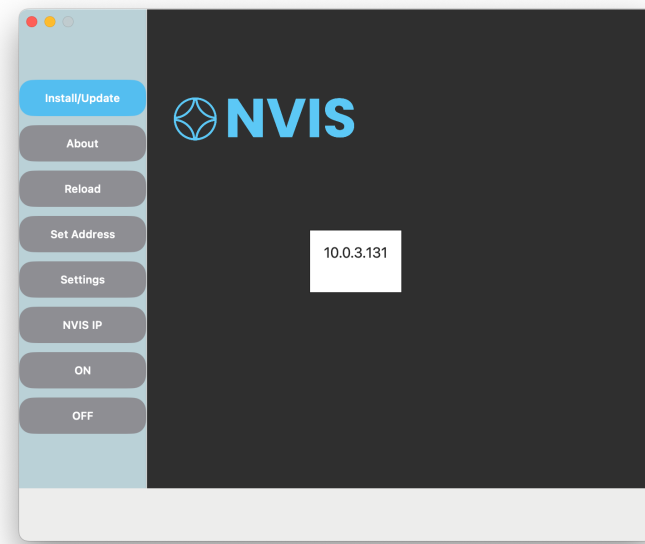 Install/Update
About
Reload
Set Address
Settings
NVIS IP
ON
OFF
NVIS
10.0.3.131